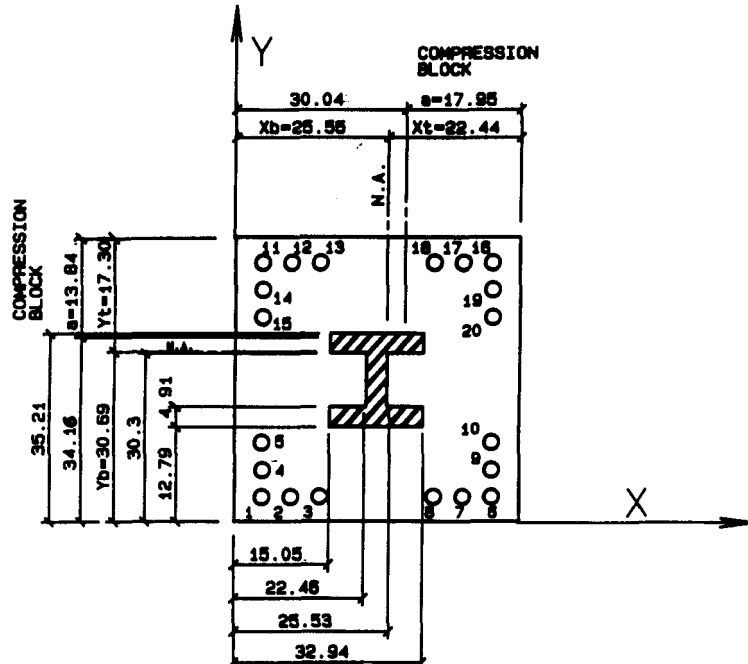 Y
COMPRESSION
BLOCK
30.04
a=17.95
Xb=25.55
Xt=22.44
N.A.
COMPRESSION
BLOCK
a=13.84
Yt=17.30
11 12 13
18 17 16
14
19
15
20
N.A.
35.21
34.16
Yb=30.69
30.3
12.79
4.91
5
10
4
9
1 2 3
8 7 6
X
15.05
22.46
25.53
32.94